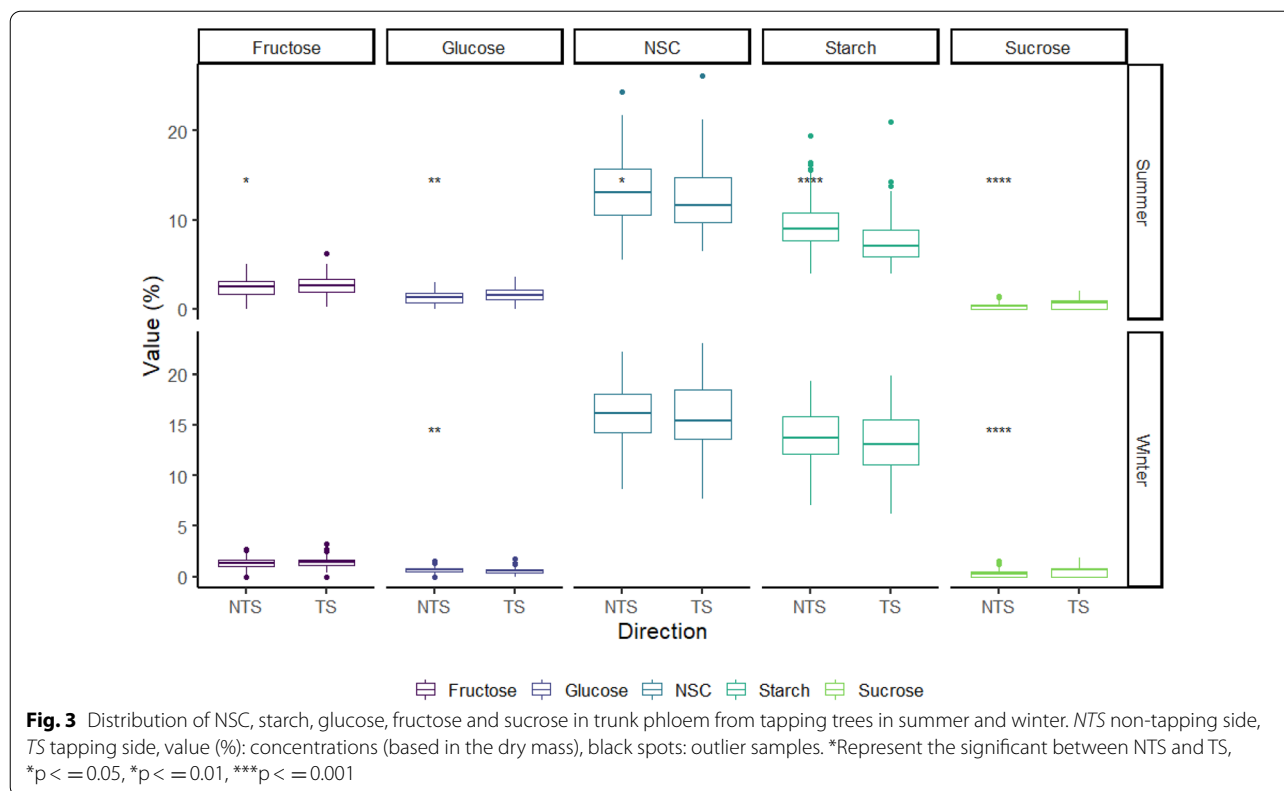 Fructose Glucose NSC Starch Sucrose
Summer
20
10
0
* ** * **** ****
Value (%)
Winter
20
15
10
5
0
** ****
NTS TS NTS TS NTS TS NTS TS NTS TS
Direction
Fructose Glucose NSC Starch Sucrose
Fig. 3 Distribution of NSC, starch, glucose, fructose and sucrose in trunk phloem from tapping trees in summer and winter. NTS non-tapping side,
TS tapping side, value (%): concentrations (based in the dry mass), black spots: outlier samples. *Represent the significant between NTS and TS,
*p < = 0.05, *p < = 0.01, ***p < = 0.001